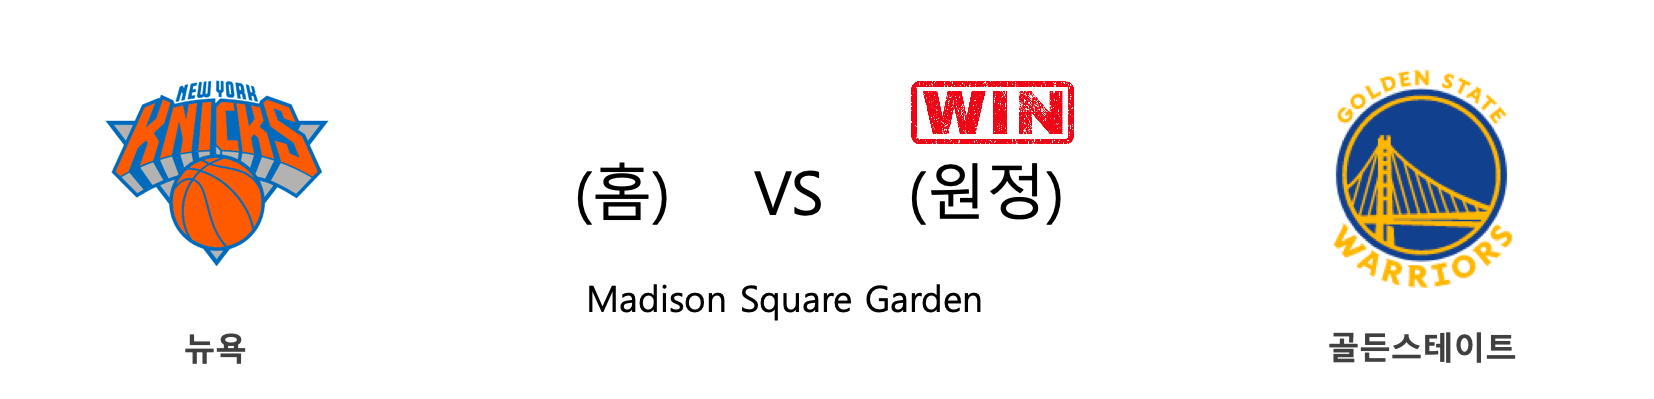 NEW YORK
KNICKS
WIN
(홈) VS (원정)
Madison Square Garden
GOLDEN STATE
WARRIORS
뉴욕
골든스테이트